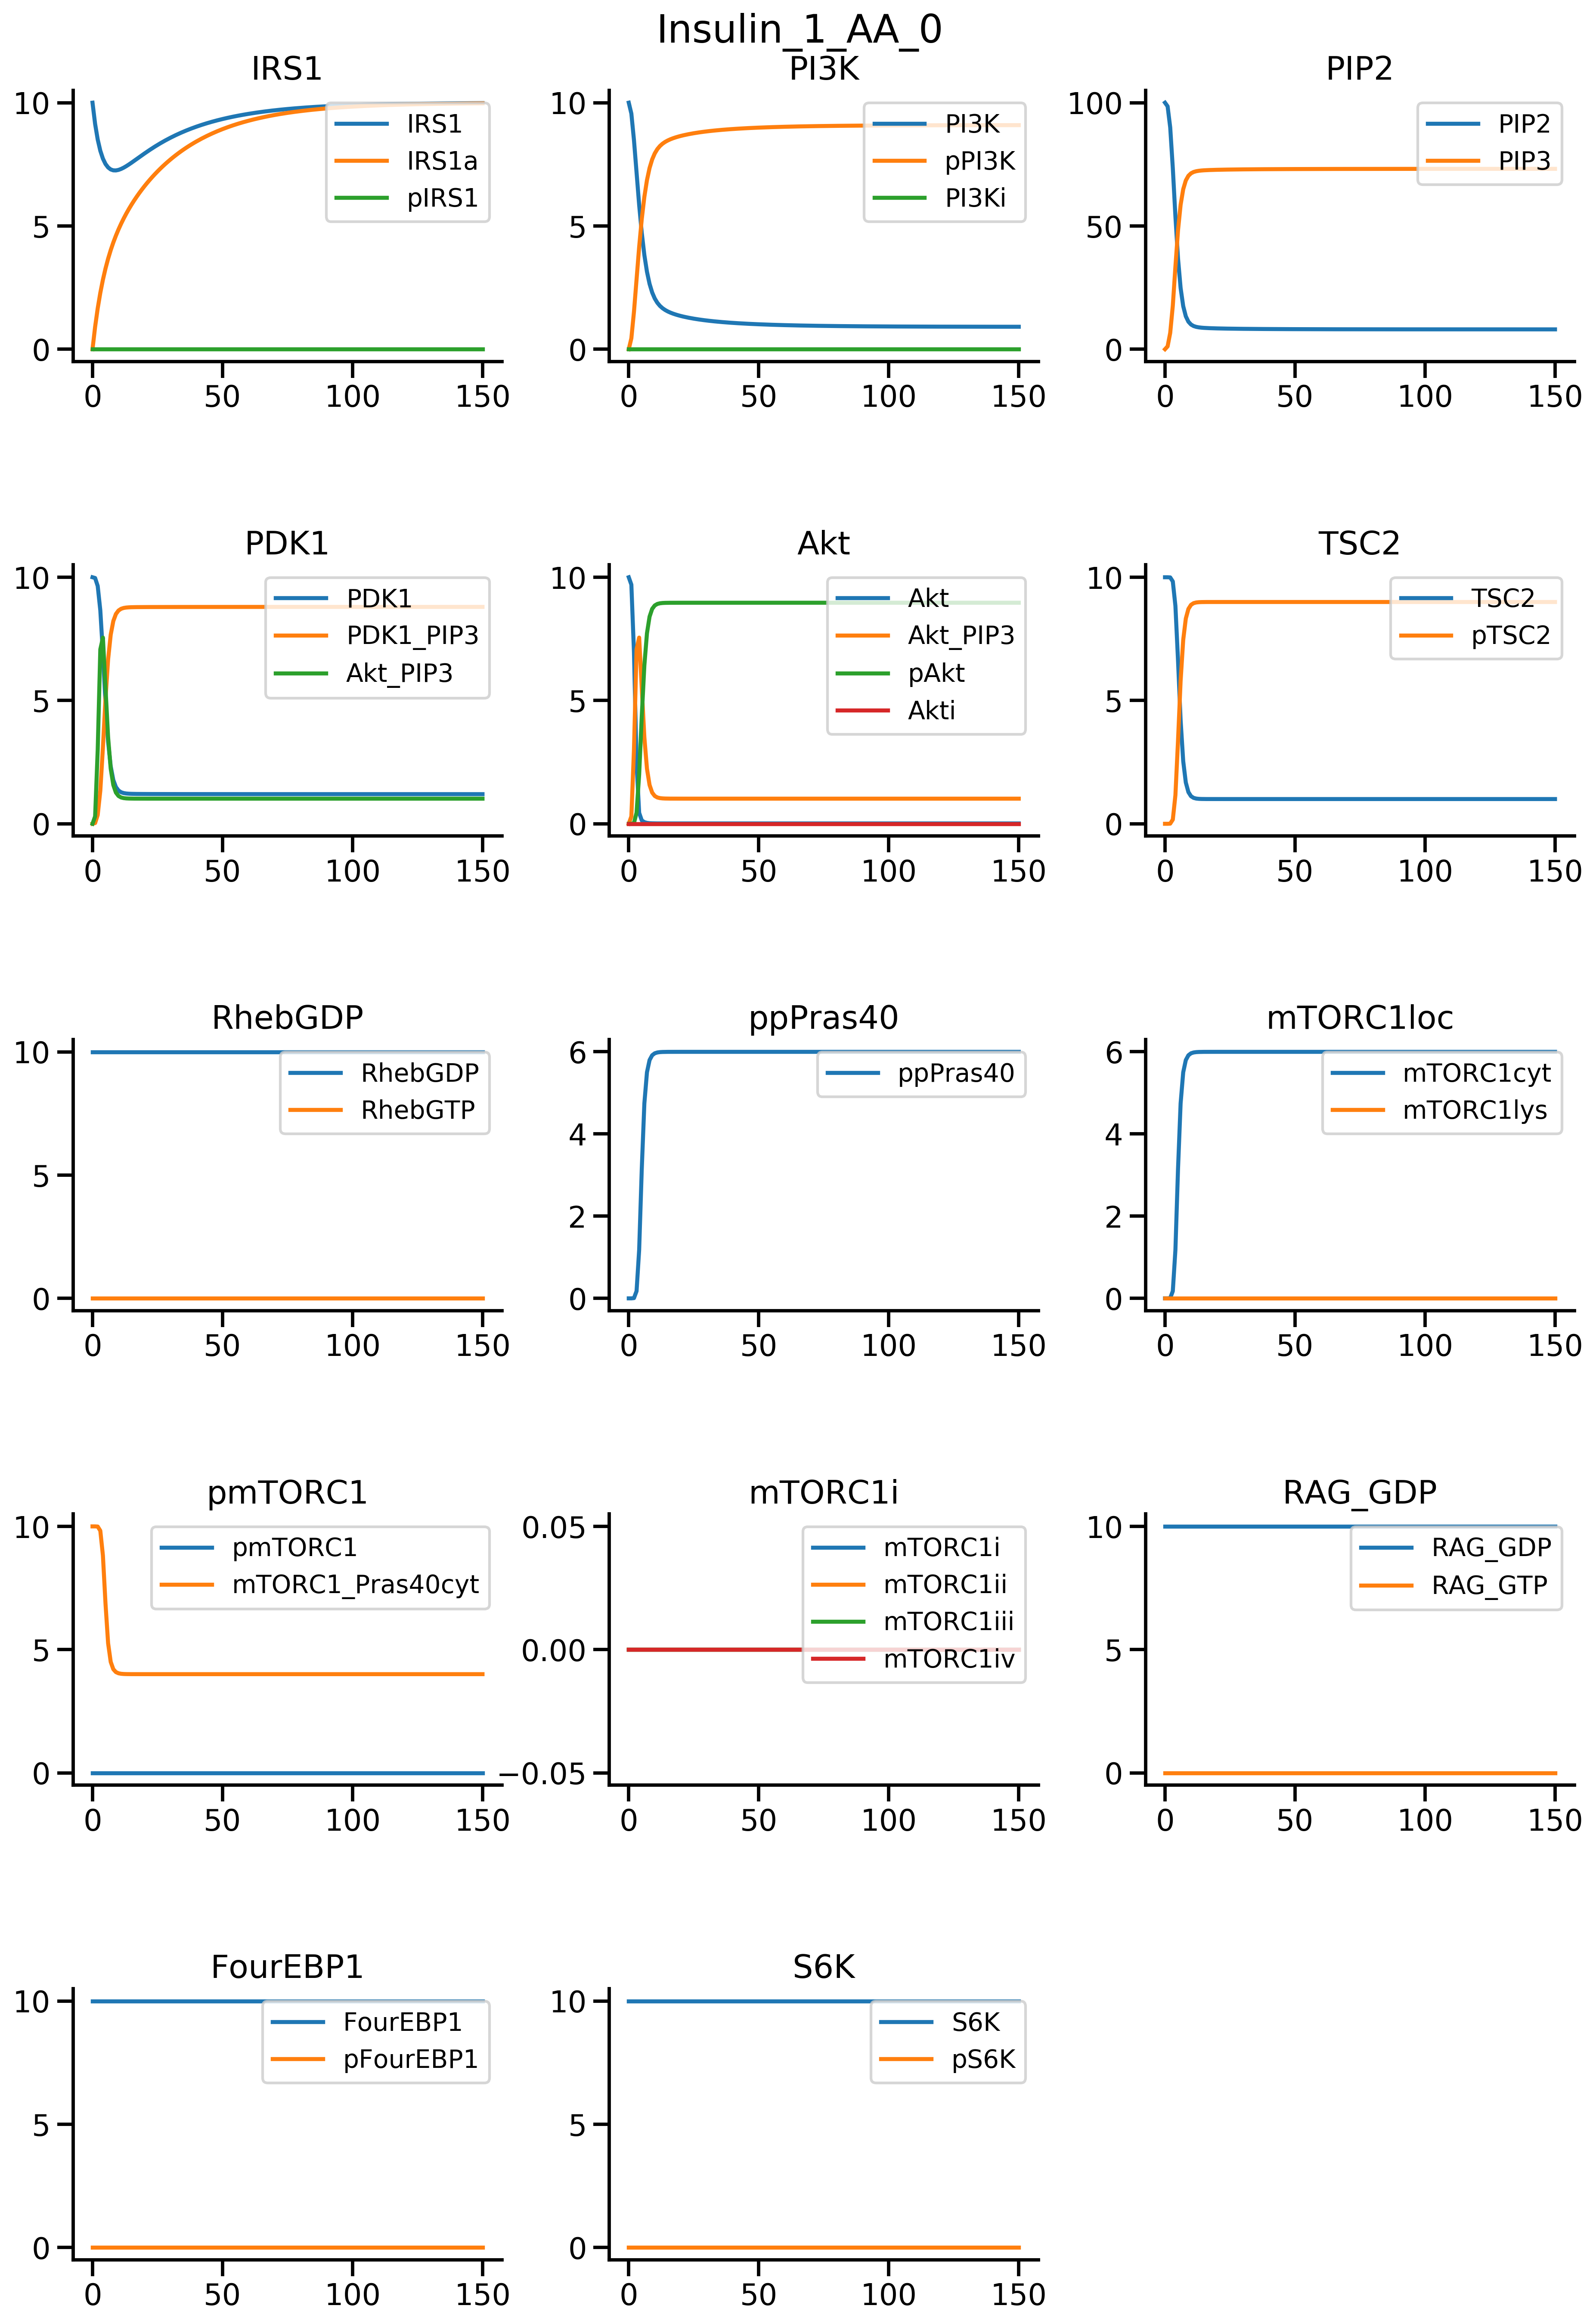 Insulin_1_AA_0
IRS1
10
5
0
0 50 100 150
IRS1
IRS1a
pIRS1
PI3K
10
5
0
0 50 100 150
PI3K
pPI3K
PI3Ki
PIP2
100
50
0
0 50 100 150
PIP2
PIP3
PDK1
10
5
0
0 50 100 150
PDK1
PDK1_PIP3
Akt_PIP3
Akt
10
5
0
0 50 100 150
Akt
Akt_PIP3
pAkt
Akti
TSC2
10
5
0
0 50 100 150
TSC2
pTSC2
RhebGDP
10
5
0
0 50 100 150
RhebGDP
RhebGTP
ppPras40
6
4
2
0
0 50 100 150
ppPras40
mTORC1loc
6
4
2
0
0 50 100 150
mTORC1cyt
mTORC1lys
pmTORC1
10
5
0
0 50 100 150
pmTORC1
mTORC1_Pras40cyt
mTORC1i
0.05
0.00
−0.05
0 50 100 150
mTORC1i
mTORC1ii
mTORC1iii
mTORC1iv
RAG_GDP
10
5
0
0 50 100 150
RAG_GDP
RAG_GTP
FourEBP1
10
5
0
0 50 100 150
FourEBP1
pFourEBP1
S6K
10
5
0
0 50 100 150
S6K
pS6K